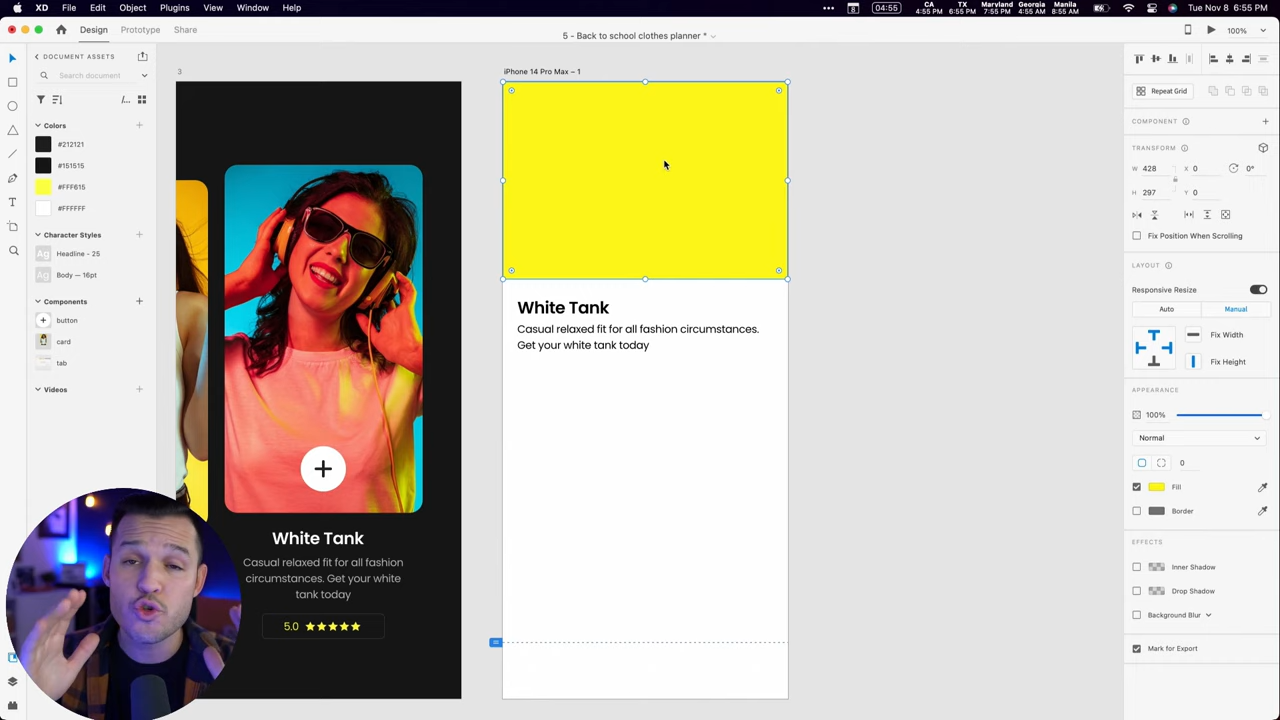 XD File Edit Object Plugins View Window Help
04:55
CA
4:55 PM
TX
6:55 PM
Maryland
7:55 PM
Georgia
4:55 AM
Manila
8:55 AM
Tue Nov 8 6:55 PM
Design Prototype Share
5 - Back to school clothes planner *
100%
DOCUMENT ASSETS
Search document
Colors
#212121
#151515
#FFF615
#FFFFFF
Character Styles
Ag Headline - 25
Ag Body — 16pt
Components
button
card
tab
Videos
3
White Tank
Casual relaxed fit for all fashion
circumstances. Get your white
tank today
5.0
iPhone 14 Pro Max – 1
White Tank
Casual relaxed fit for all fashion circumstances.
Get your white tank today
Repeat Grid
COMPONENT
TRANSFORM
W 428 X 0 0°
H 297 Y 0
Fix Position When Scrolling
LAYOUT
Responsive Resize
Auto Manual
Fix Width
Fix Height
APPEARANCE
100%
Normal
0
Fill
Border
EFFECTS
Inner Shadow
Drop Shadow
Background Blur
Mark for Export